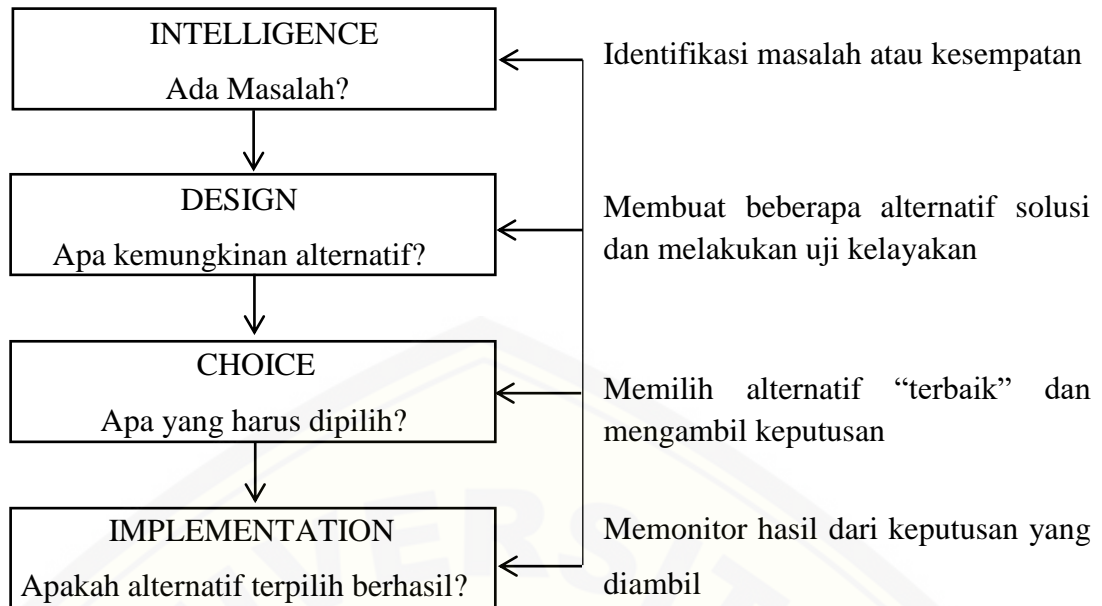 INTELLIGENCE
Ada Masalah?
Identifikasi masalah atau kesempatan
DESIGN
Apa kemungkinan alternatif?
Membuat beberapa alternatif solusi
dan melakukan uji kelayakan
CHOICE
Apa yang harus dipilih?
Memilih alternatif “terbaik” dan
mengambil keputusan
IMPLEMENTATION
Apakah alternatif terpilih berhasil?
Memonitor hasil dari keputusan yang
diambil